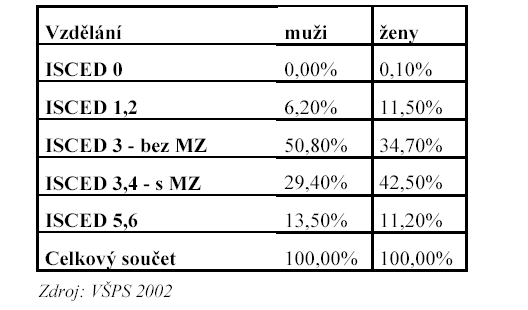 Vzdělání muži ženy
ISCED 0 0,00% 0,10%
ISCED 1,2 6,20% 11,50%
ISCED 3 - bez MZ 50,80% 34,70%
ISCED 3,4 - s MZ 29,40% 42,50%
ISCED 5,6 13,50% 11,20%
Celkový součet 100,00% 100,00%
Zdroj: VŠPS 2002